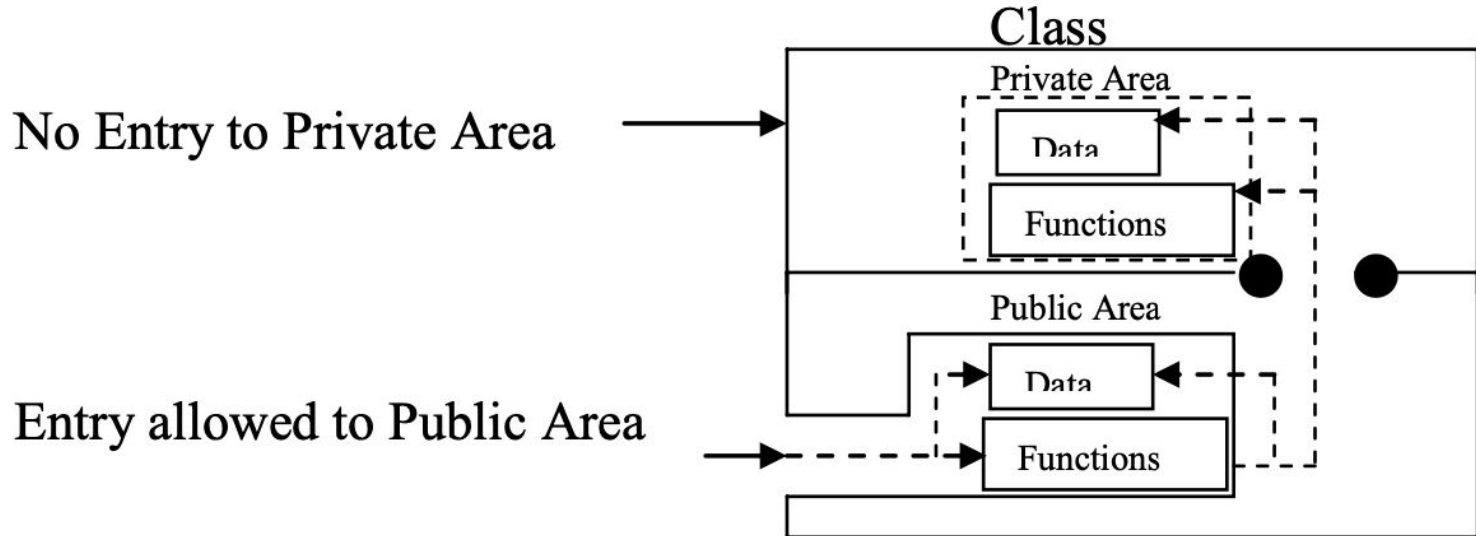 Class
Private Area
No Entry to Private Area
Data
Functions
Public Area
Data
Entry allowed to Public Area
Functions